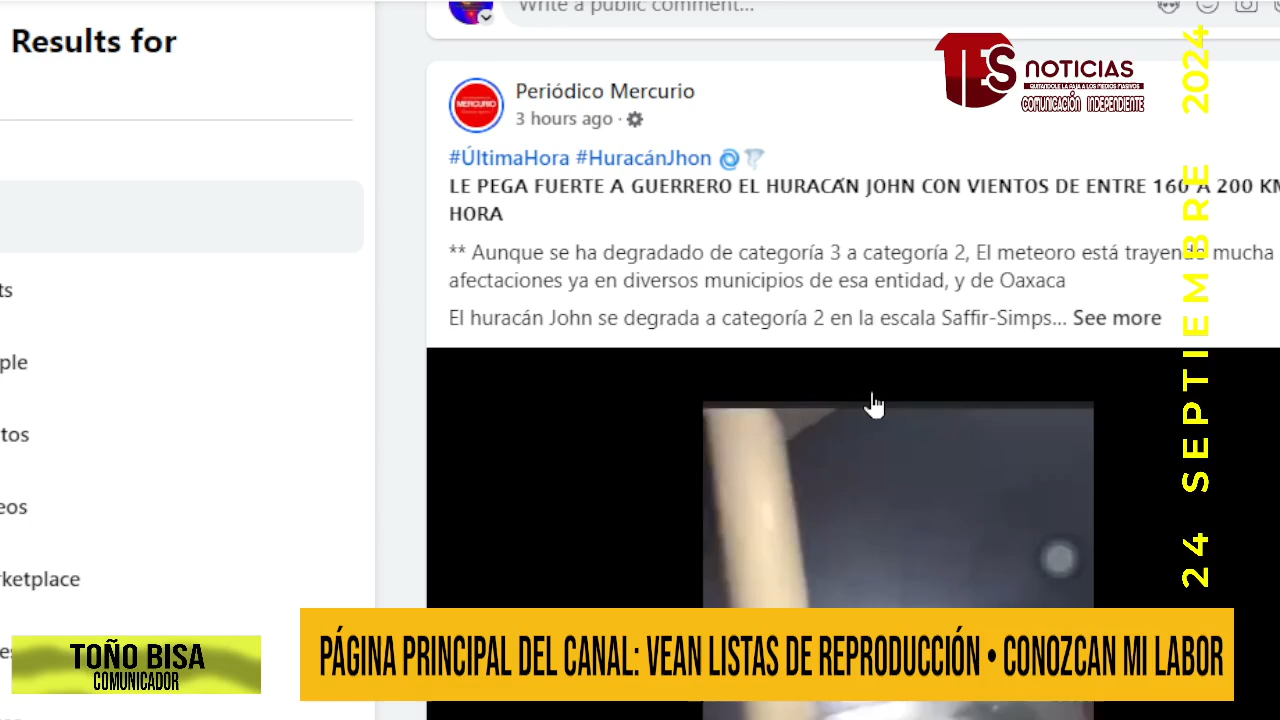 Write a public comment...
Results for
Periódico Mercurio
MERCURIO
3 hours ago ·
#ÚltimaHora #HuracánJhon
LE PEGA FUERTE A GUERRERO EL HURACÁN JOHN CON VIENTOS DE ENTRE 160 A 200 KM
HORA
** Aunque se ha degradado de categoría 3 a categoría 2, El meteoro está trayendo mucha
afectaciones ya en diversos municipios de esa entidad, y de Oaxaca
El huracán John se degrada a categoría 2 en la escala Saffir-Simps... See more
ts
ple
tos
eos
rketplace
es
NOTICIAS
COMUNICACIÓN INDEPENDIENTE
24 SEPTIEMBRE 2024
TOÑO BISA
COMUNICADOR
PÁGINA PRINCIPAL DEL CANAL: VEAN LISTAS DE REPRODUCCIÓN • CONOZCAN MI LABOR